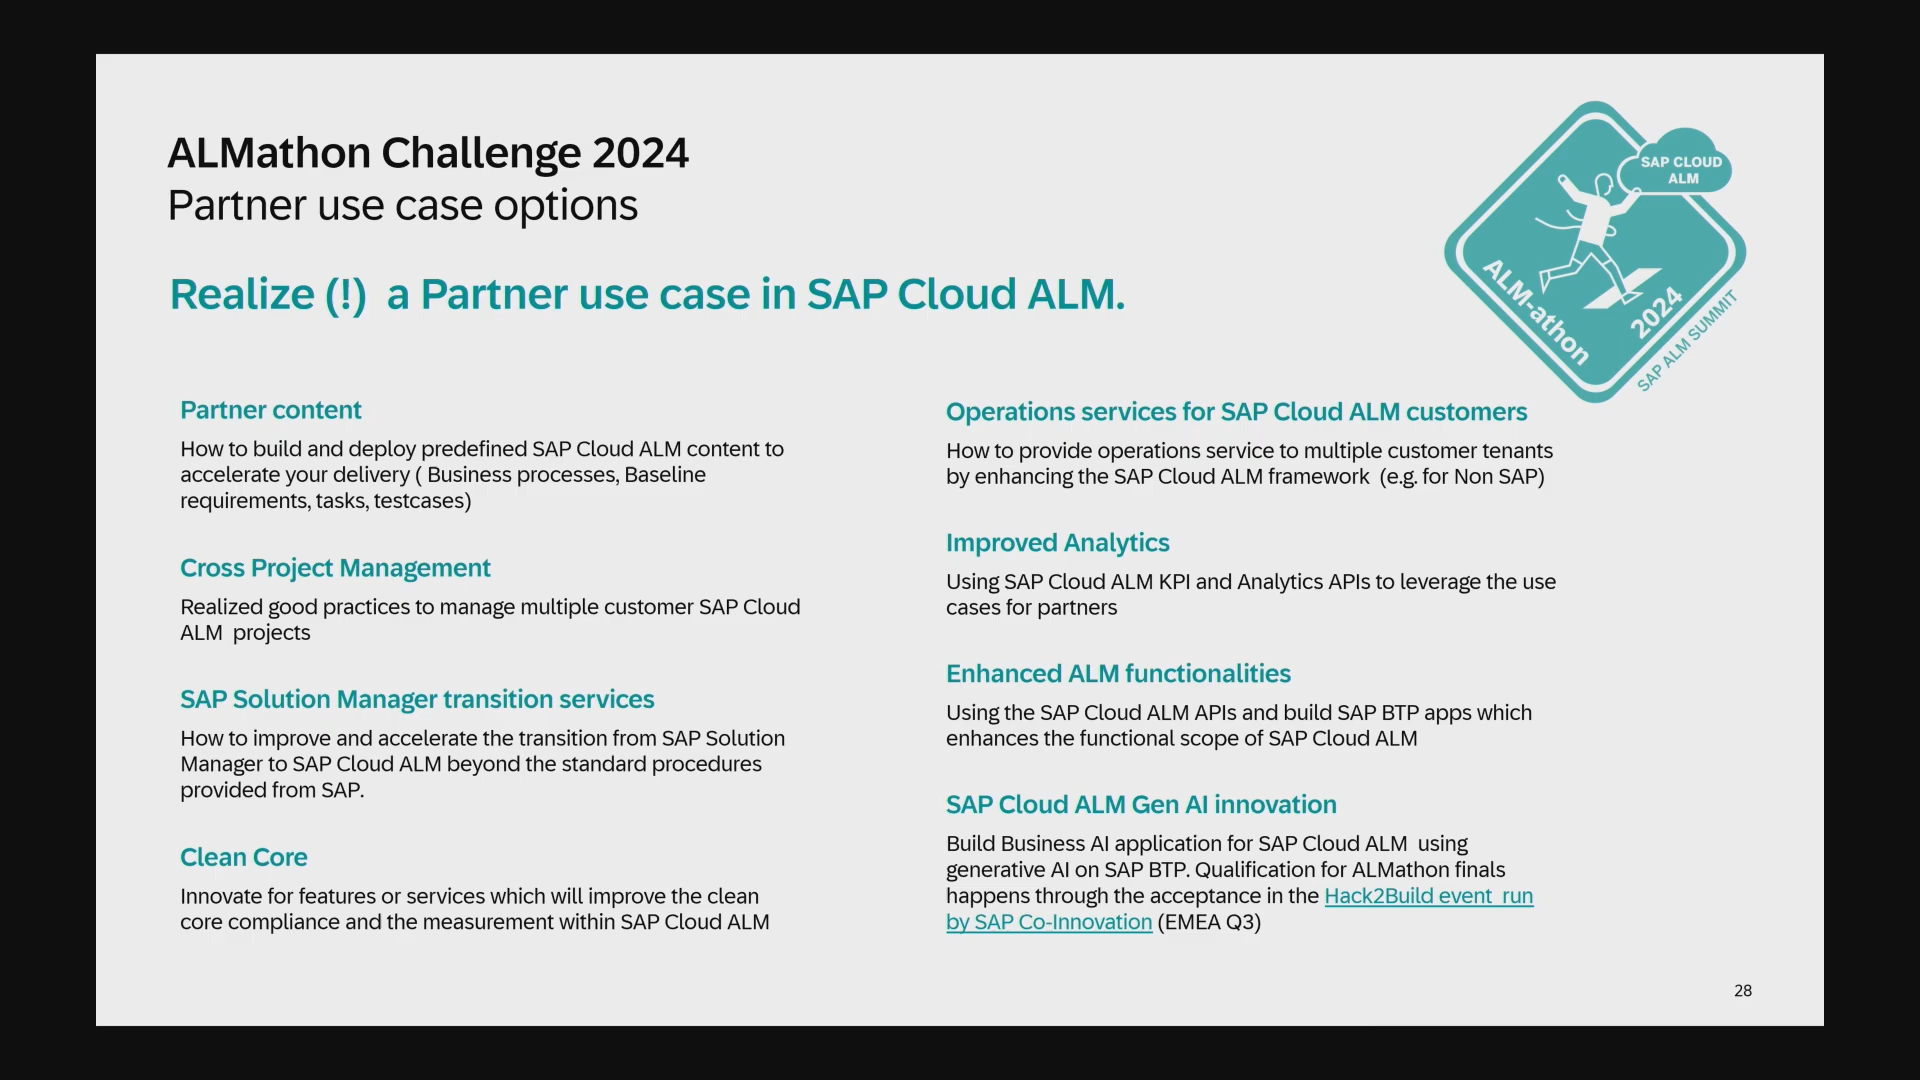 ALMathon Challenge 2024
Partner use case options
Realize (!)  a Partner use case in SAP Cloud ALM.
SAP CLOUD
ALM
ALM-athon
2024
SAP ALM SUMMIT
Partner content
How to build and deploy predefined SAP Cloud ALM content to
accelerate your delivery ( Business processes, Baseline
requirements, tasks, testcases)
Cross Project Management
Realized good practices to manage multiple customer SAP Cloud
ALM  projects
SAP Solution Manager transition services
How to improve and accelerate the transition from SAP Solution
Manager to SAP Cloud ALM beyond the standard procedures
provided from SAP.
Clean Core
Innovate for features or services which will improve the clean
core compliance and the measurement within SAP Cloud ALM
Operations services for SAP Cloud ALM customers
How to provide operations service to multiple customer tenants
by enhancing the SAP Cloud ALM framework  (e.g. for Non SAP)
Improved Analytics
Using SAP Cloud ALM KPI and Analytics APIs to leverage the use
cases for partners
Enhanced ALM functionalities
Using the SAP Cloud ALM APIs and build SAP BTP apps which
enhances the functional scope of SAP Cloud ALM
SAP Cloud ALM Gen AI innovation
Build Business AI application for SAP Cloud ALM  using
generative AI on SAP BTP. Qualification for ALMathon finals
happens through the acceptance in the Hack2Build event  run
by SAP Co-Innovation (EMEA Q3)
28